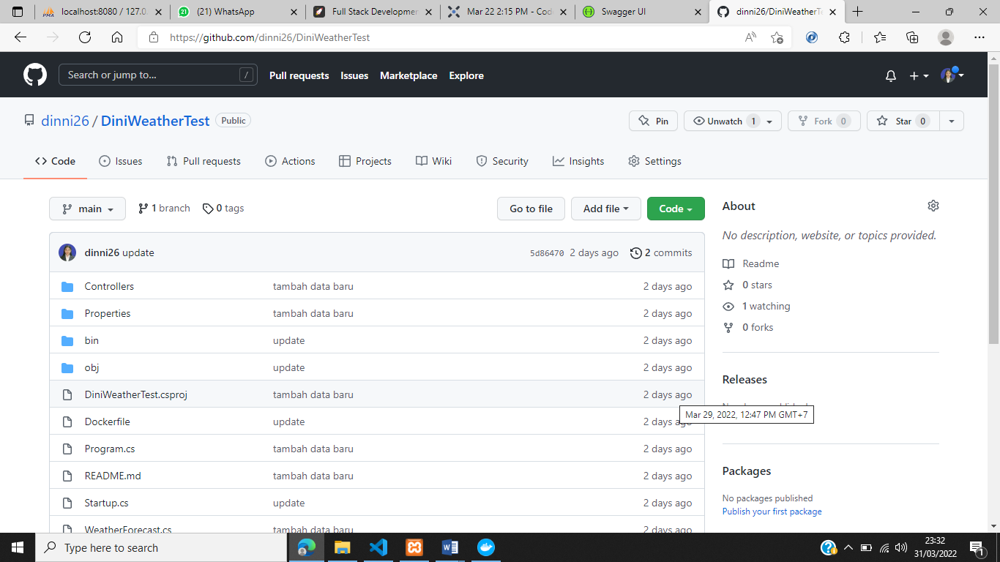 localhost:8080 / 127.0.
(21) WhatsApp
Full Stack Developmen
Mar 22 2:15 PM - Cod
Swagger UI
dinni26/DiniWeatherTe
https://github.com/dinni26/DiniWeatherTest
Search or jump to... /
Pull requests Issues Marketplace Explore
dinni26 / DiniWeatherTest Public
Pin
Unwatch 1
Fork 0
Star 0
Code Issues Pull requests Actions Projects Wiki Security Insights Settings
main 1 branch 0 tags
Go to file Add file Code
dinni26 update 5d86470 2 days ago 2 commits
Controllers tambah data baru 2 days ago
Properties tambah data baru 2 days ago
bin update 2 days ago
obj update 2 days ago
DiniWeatherTest.csproj tambah data baru 2 days ago
Dockerfile update 2 days ago
Program.cs tambah data baru 2 days ago
README.md tambah data baru 2 days ago
Startup.cs update 2 days ago
WeatherForecast.cs tambah data baru 2 days ago
About
No description, website, or topics provided.
Readme
0 stars
1 watching
0 forks
Releases
Mar 29, 2022, 12:47 PM GMT+7
Packages
No packages published
Publish your first package
Type here to search
23:32
31/03/2022
1